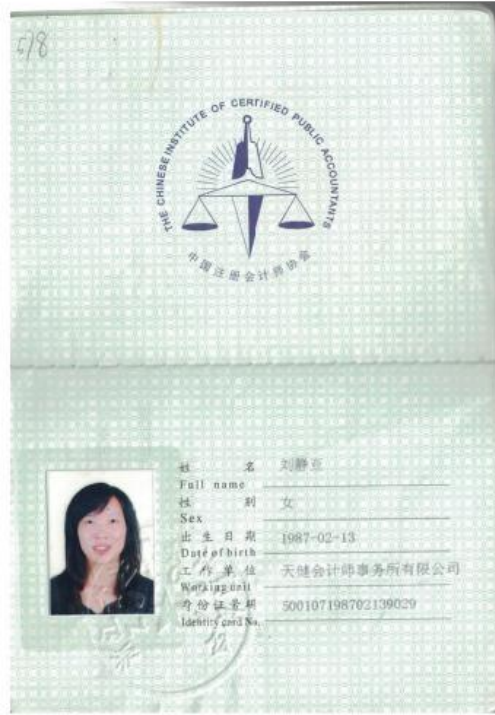 578
THE CHINESE INSTITUTE OF CERTIFIED PUBLIC ACCOUNTANTS
中国注册会计师协会
姓 名 刘静
Full name
性 别 女
Sex
出生日期 1987-02-13
Date of birth
工作单位 天健会计师事务所有限公司
Working unit
身份证号码 500107198702139029
Identity card No.